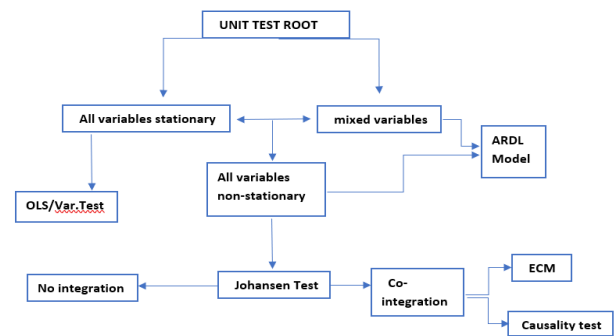 UNIT TEST ROOT
All variables stationary
mixed variables
ARDL
Model
All variables
non-stationary
OLS/Var.Test
No integration
Johansen Test
Co-
integration
ECM
Causality test